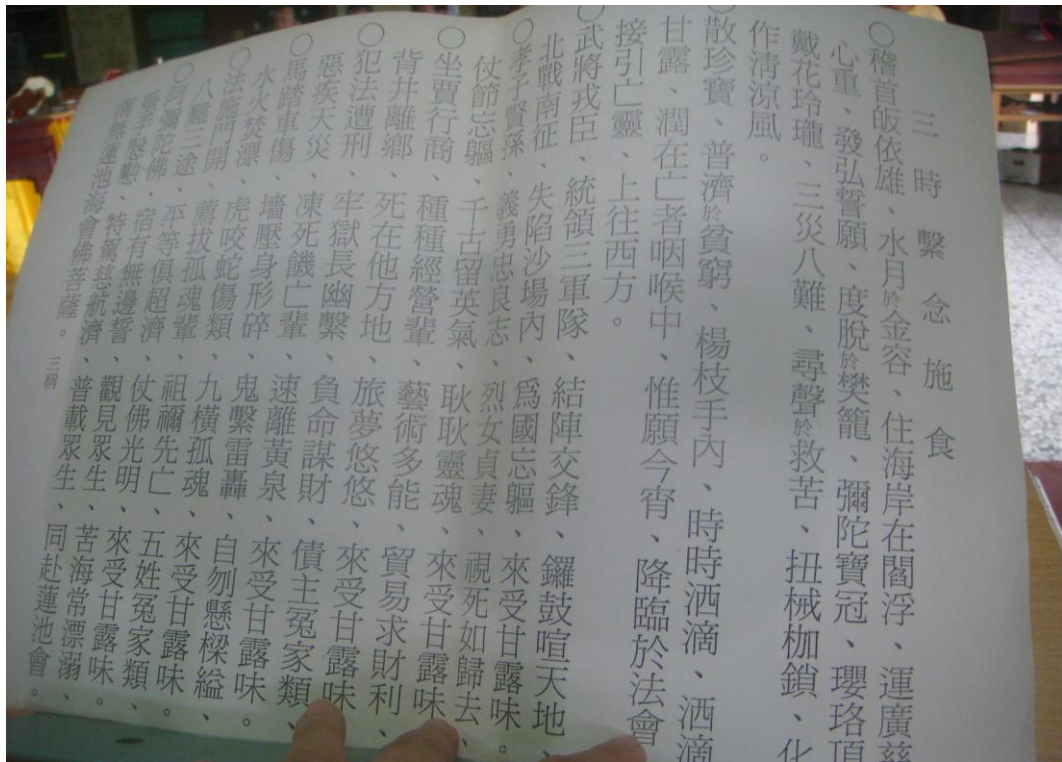 三時繫念施食
○稽首皈依雄、水月於金容、住海岸在閻浮、運廣慈
心重、發弘誓願、度脫於樊籠、彌陀寶冠、瓔珞頂
戴花玲瓏、三災八難、尋聲於救苦、扭械枷鎖、化
作清涼風。
○散珍寶、普濟於貧窮、楊枝手內、時時洒滴、洒滴
甘露、潤在亡者咽喉中、惟願今宵、降臨於法會
接引亡靈、上往西方。
○武將戎臣、統領三軍隊、結陣交鋒、鑼鼓喧天地、
北戰南征、失陷沙場內、爲國忘軀、來受甘露味。
○孝子賢孫、義勇忠良志、烈女貞妻、視死如歸去、
仗節忘軀、千古留英氣、耿耿靈魂、來受甘露味、
○坐賈行商、種種經營輩、藝術多能、貿易求財利、
背井離鄉、死在他方地、旅夢悠悠、來受甘露味
○犯法遭刑、牢獄長幽繫、負命謀財、債主冤家類、
惡疾天災、凍死饑亡輩、速離黃泉、來受甘露味。
○馬踏車傷、墻壓身形碎、鬼繫雷轟、自刎懸樑縊、
水火焚漂、虎咬蛇傷類、九橫孤魂、來受甘露味。
○法施門開、薦拔孤魂輩、祖禰先亡、五姓冤家類、
八難三途、平等俱超濟、仗佛光明、來受甘露味。
○阿彌陀佛、宿有無邊誓、觀見眾生、苦海常漂溺、
垂手慇懃、特駕慈航濟、普載眾生、同赴蓮池會。
南無蓮池海會佛菩薩。三稱